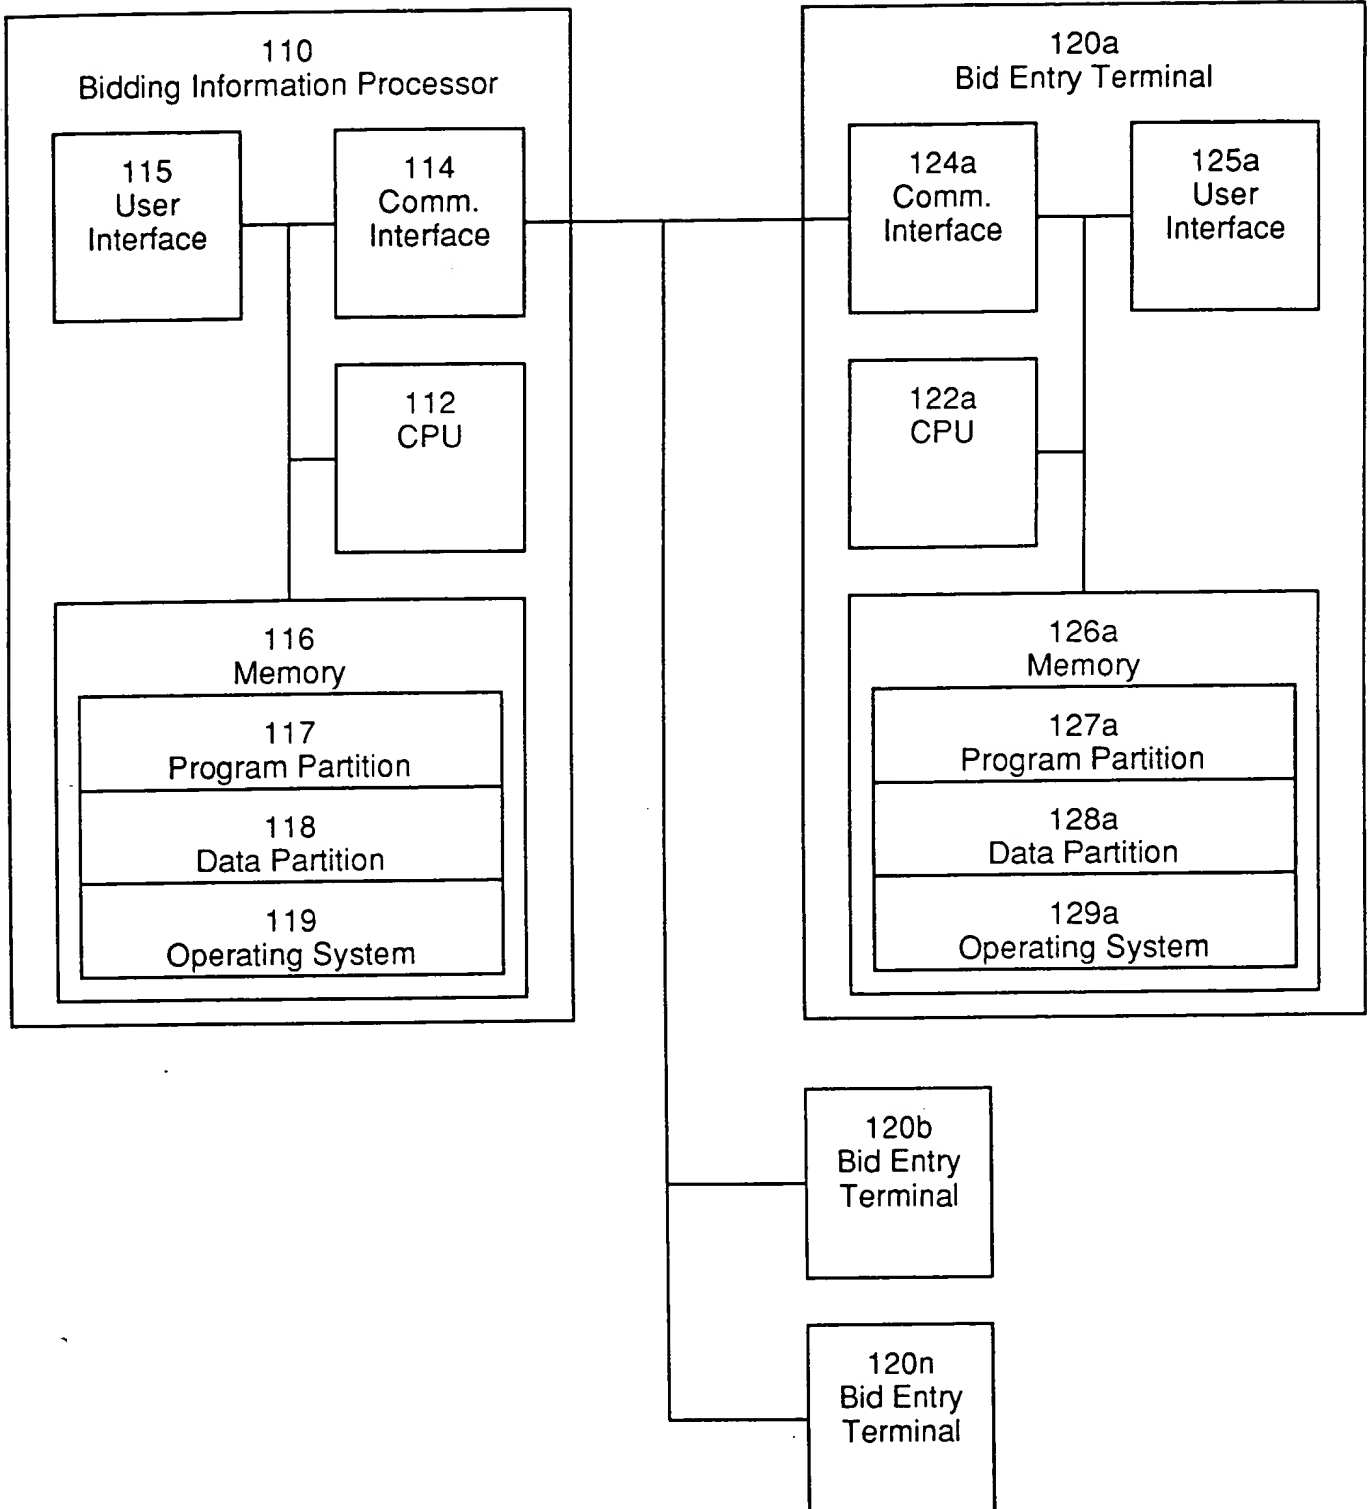 110
Bidding Information Processor
115
User
Interface
114
Comm.
Interface
112
CPU
116
Memory
117
Program Partition
118
Data Partition
119
Operating System
120a
Bid Entry Terminal
124a
Comm.
Interface
125a
User
Interface
122a
CPU
126a
Memory
127a
Program Partition
128a
Data Partition
129a
Operating System
120b
Bid Entry
Terminal
120n
Bid Entry
Terminal